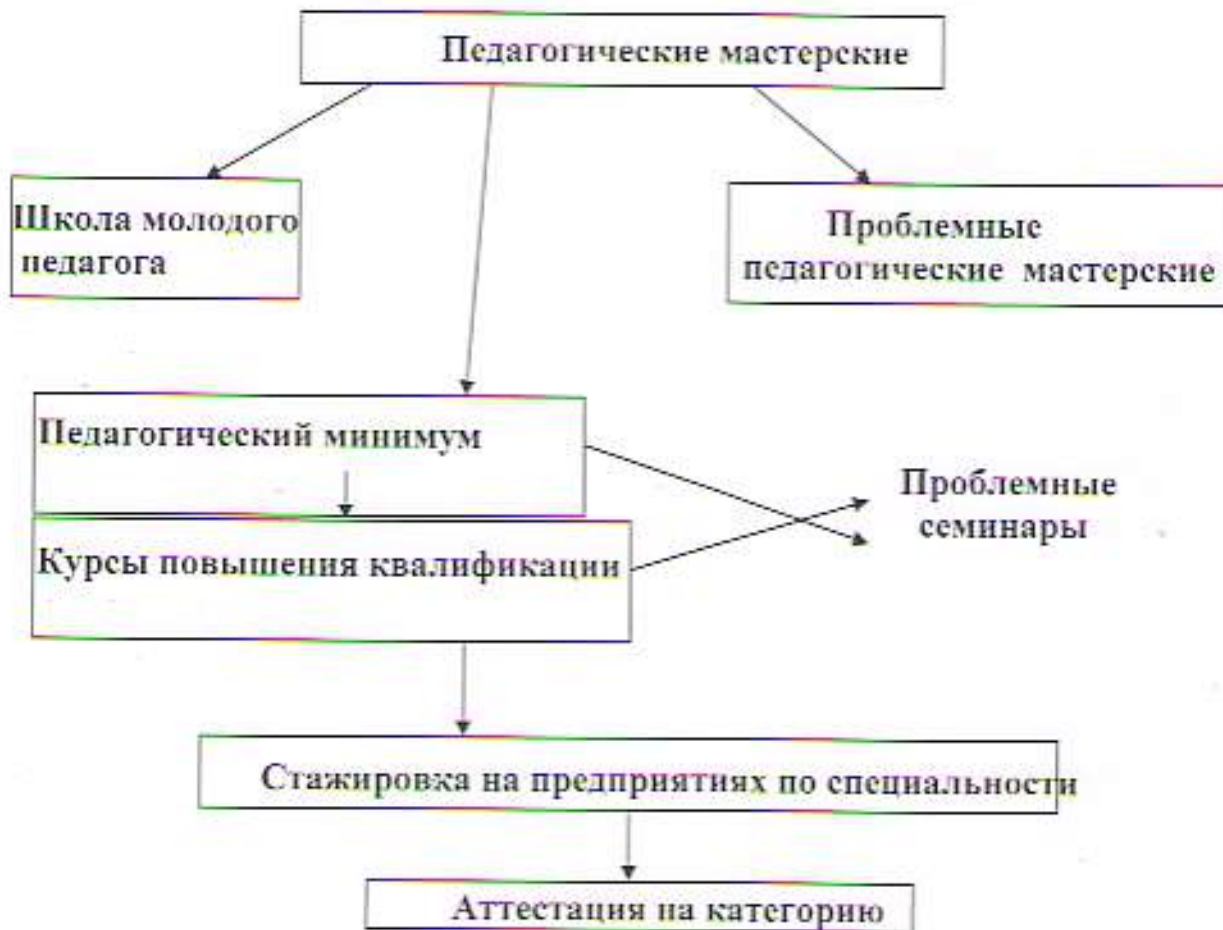 Педагогические мастерские
Школа молодого
педагога
Проблемные
педагогические мастерские
Педагогический минимум
Курсы повышения квалификации
Проблемные
семинары
Стажировка на предприятиях по специальности
Аттестация на категорию